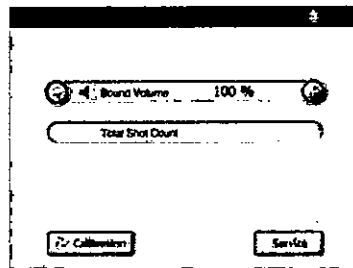 Sound Volume 100 %
Total Shot Count
Calibration Service